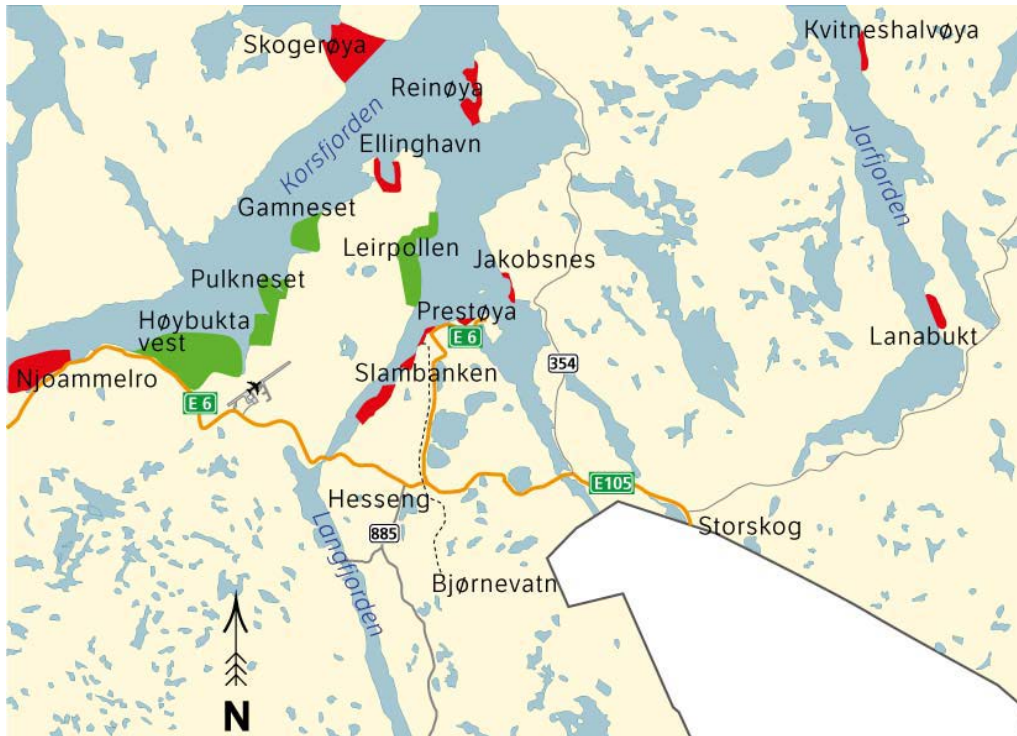 Skogerøya
Kvitneshalvøya
Reinøya
Korsfjorden
Ellinghavn
Jarfjorden
Gamneset
Leirpollen
Jakobsnes
Pulkneset
Prestøya
Høybukta
vest
E 6
Lanabukt
Njoammelro
Slambanken
354
E 6
E105
Hesseng
Storskog
885
Langfjorden
Bjørnevatn
N